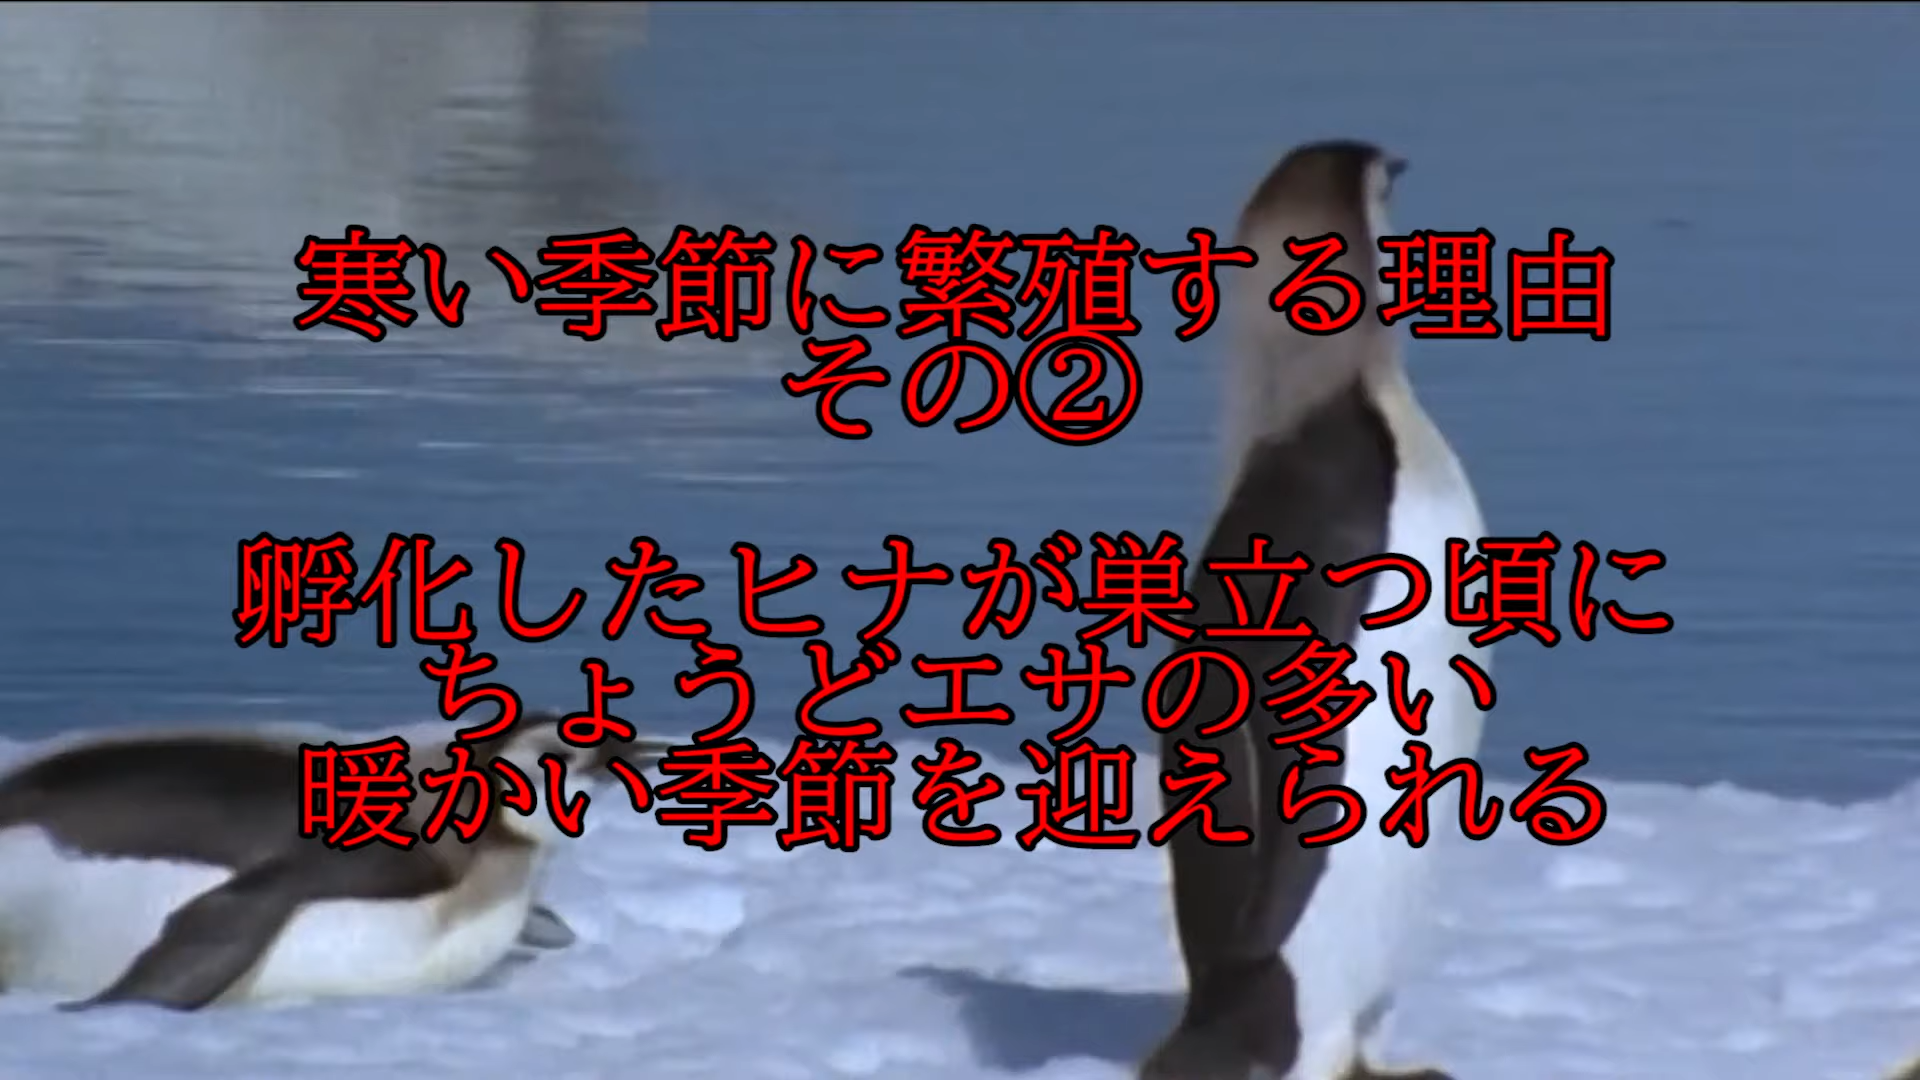 寒い季節に繁殖する理由
その②
孵化したヒナが巣立つ頃に
ちょうどエサの多い
暖かい季節を迎えられる